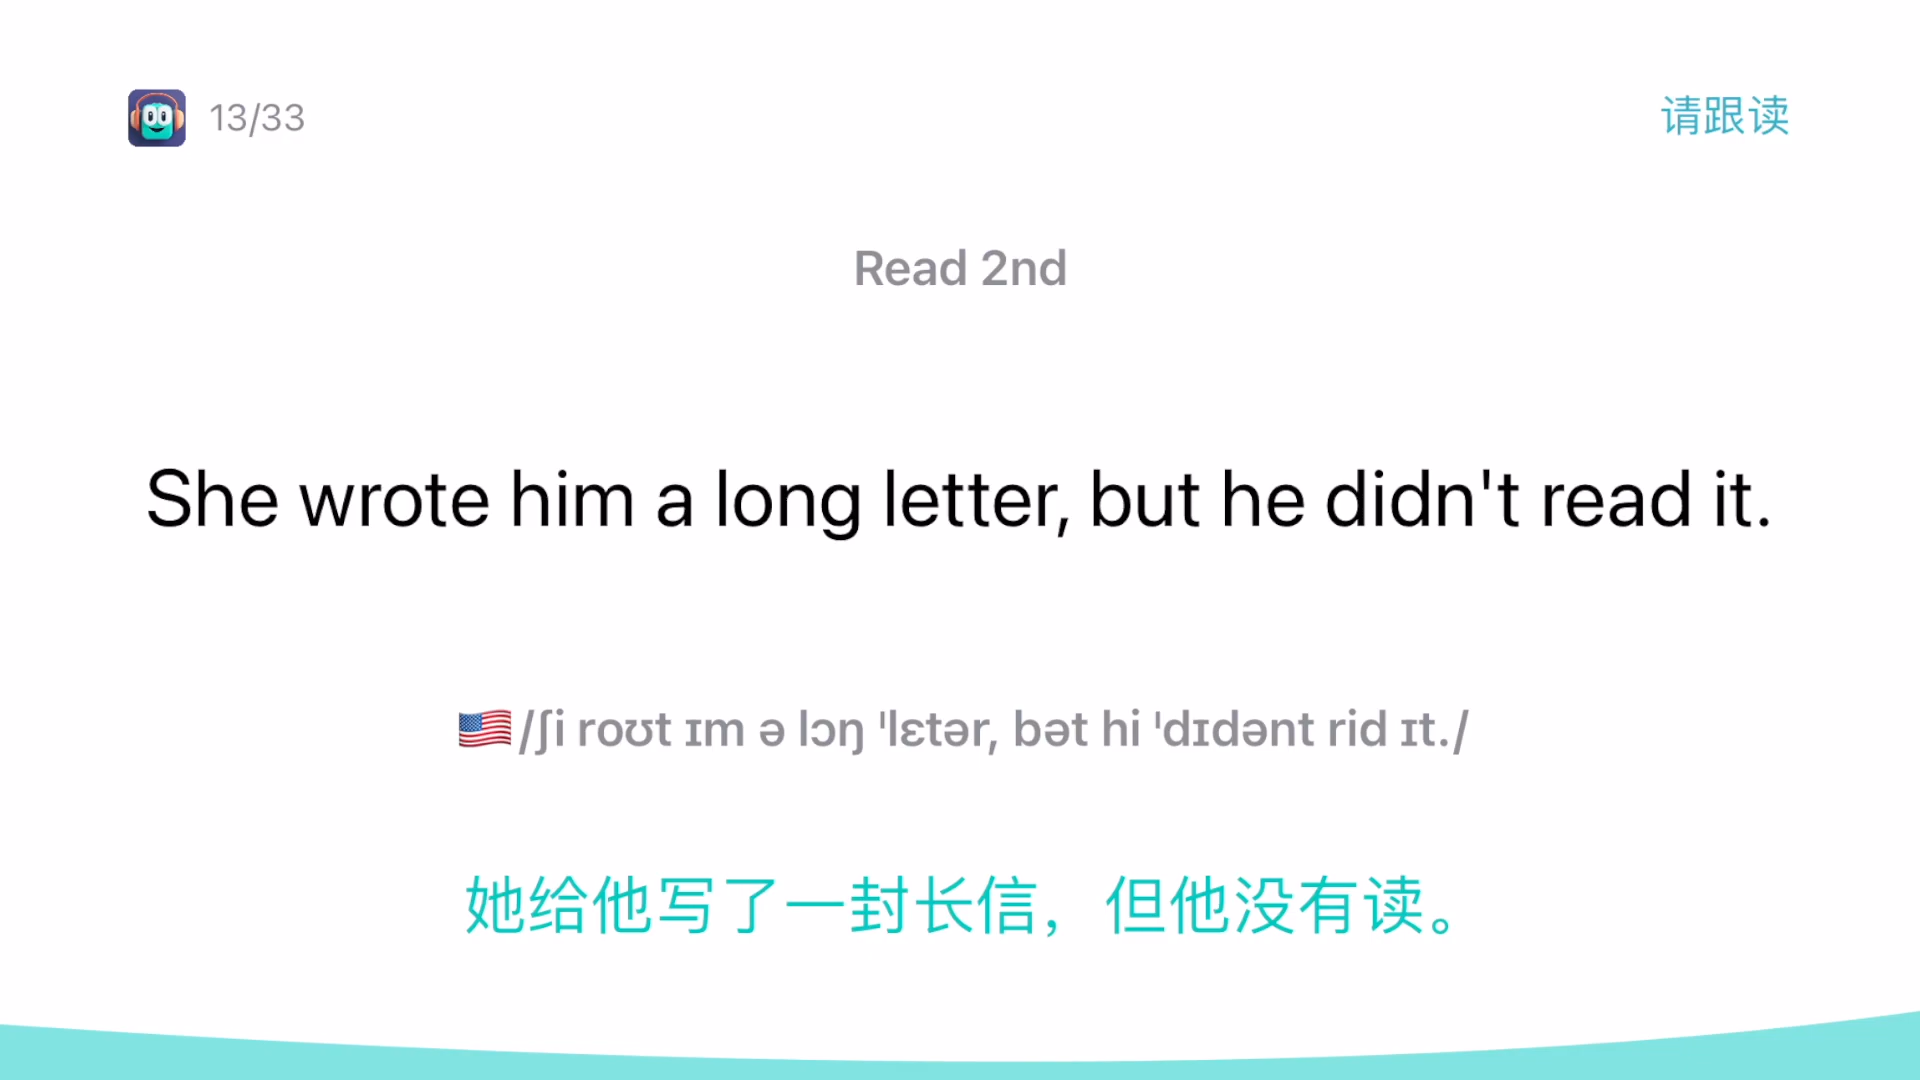 13/33
请跟读
Read 2nd
She wrote him a long letter, but he didn't read it.
/ʃi roʊt ɪm ə lɔŋ ˈlɛtər, bət hi ˈdɪdənt rid ɪt./
她给他写了一封长信，但他没有读。